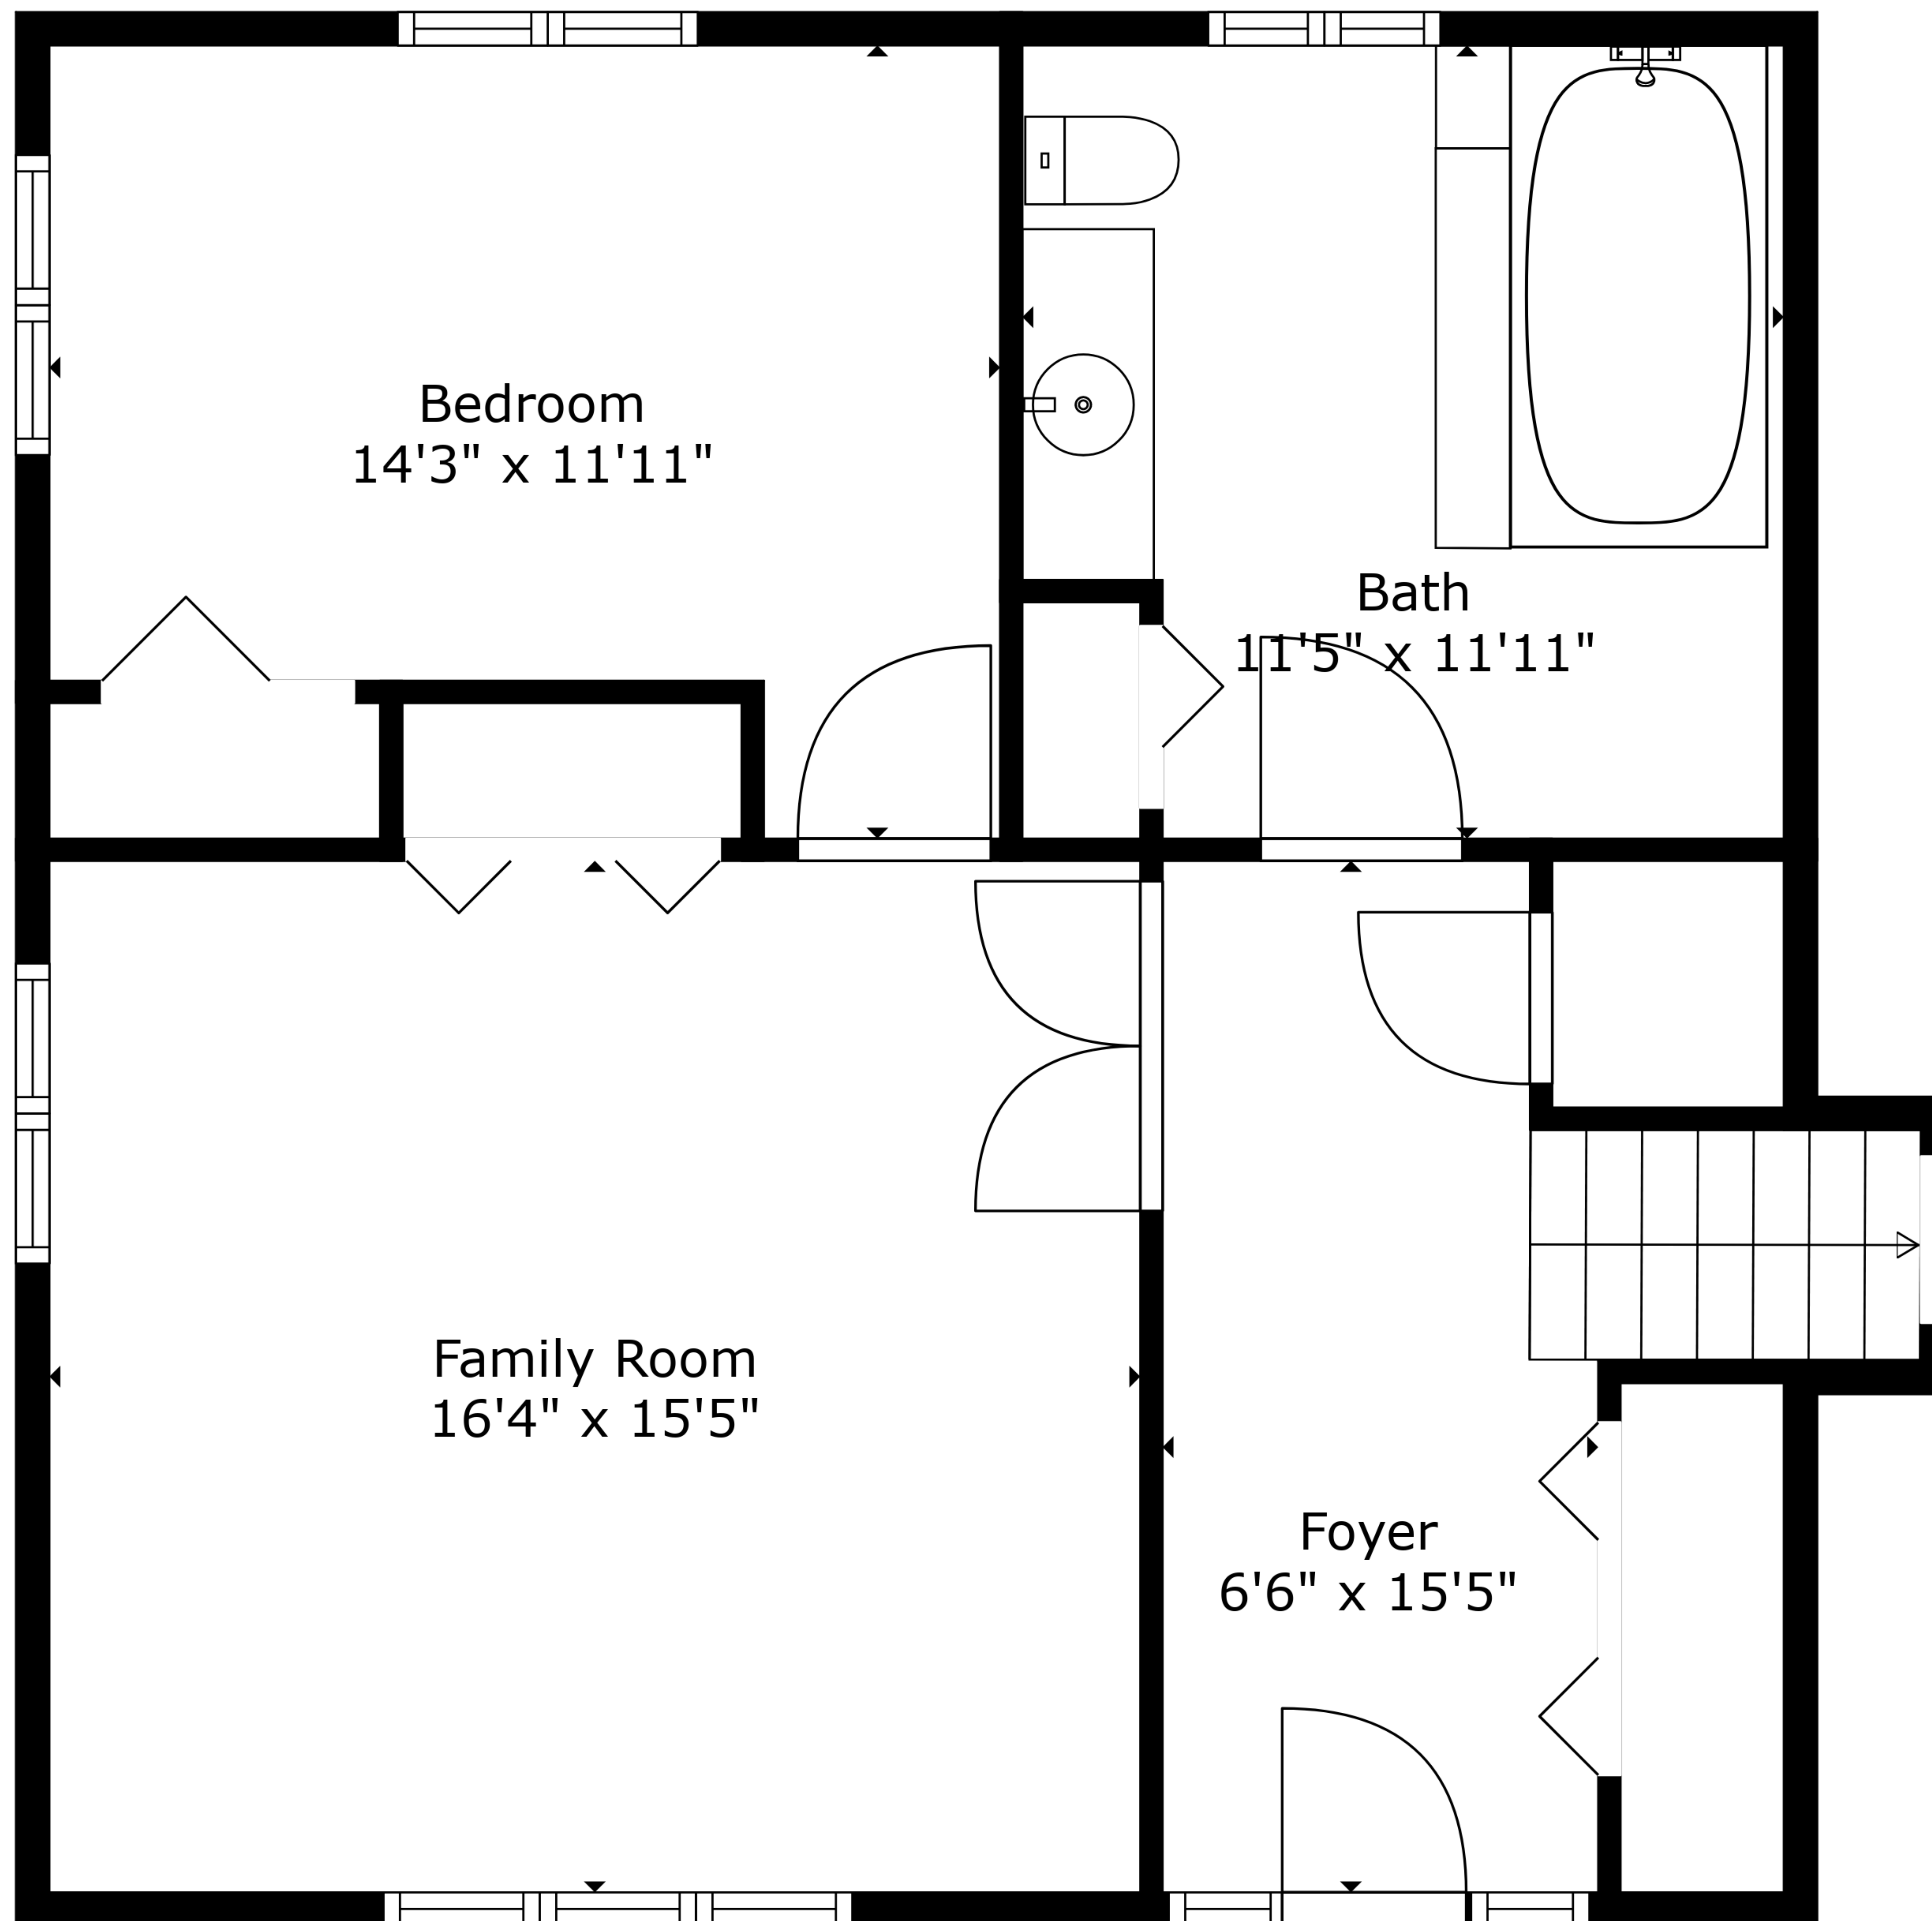 Bedroom
14'3" x 11'11"
Bath
11'5" x 11'11"
Family Room
16'4" x 15'5"
Foyer
6'6" x 15'5"